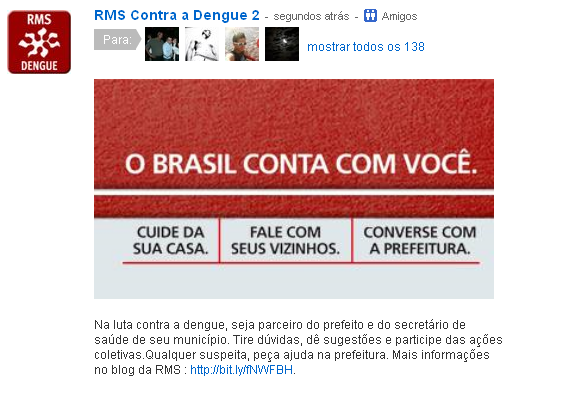 RMS
DENGUE
RMS Contra a Dengue 2 - segundos atrás - Amigos
Para:
mostrar todos os 138
O BRASIL CONTA COM VOCÊ.
CUIDE DA
SUA CASA.
FALE COM
SEUS VIZINHOS.
CONVERSE COM
A PREFEITURA.
Na luta contra a dengue, seja parceiro do prefeito e do secretário de
saúde de seu município. Tire dúvidas, dê sugestões e participe das ações
coletivas.Qualquer suspeita, peça ajuda na prefeitura. Mais informações
no blog da RMS : http://bit.ly/fNWFBH.